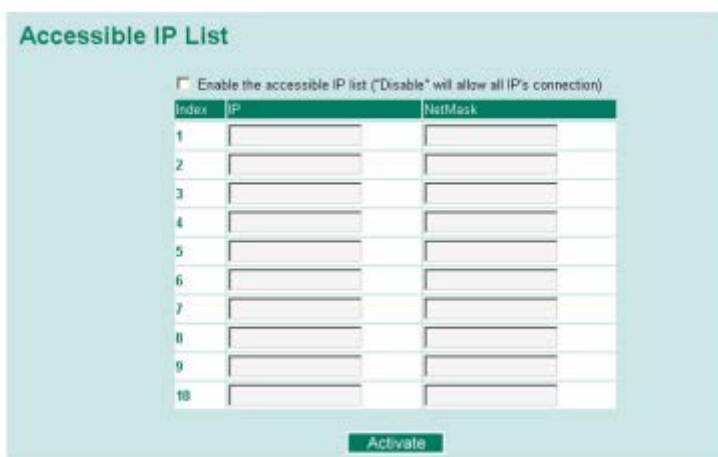 Accessible IP List
Enable the accessible IP list ("Disable" will allow all IP's connection)
Index IP NetMask
1
2
3
4
5
6
7
8
9
10
Activate